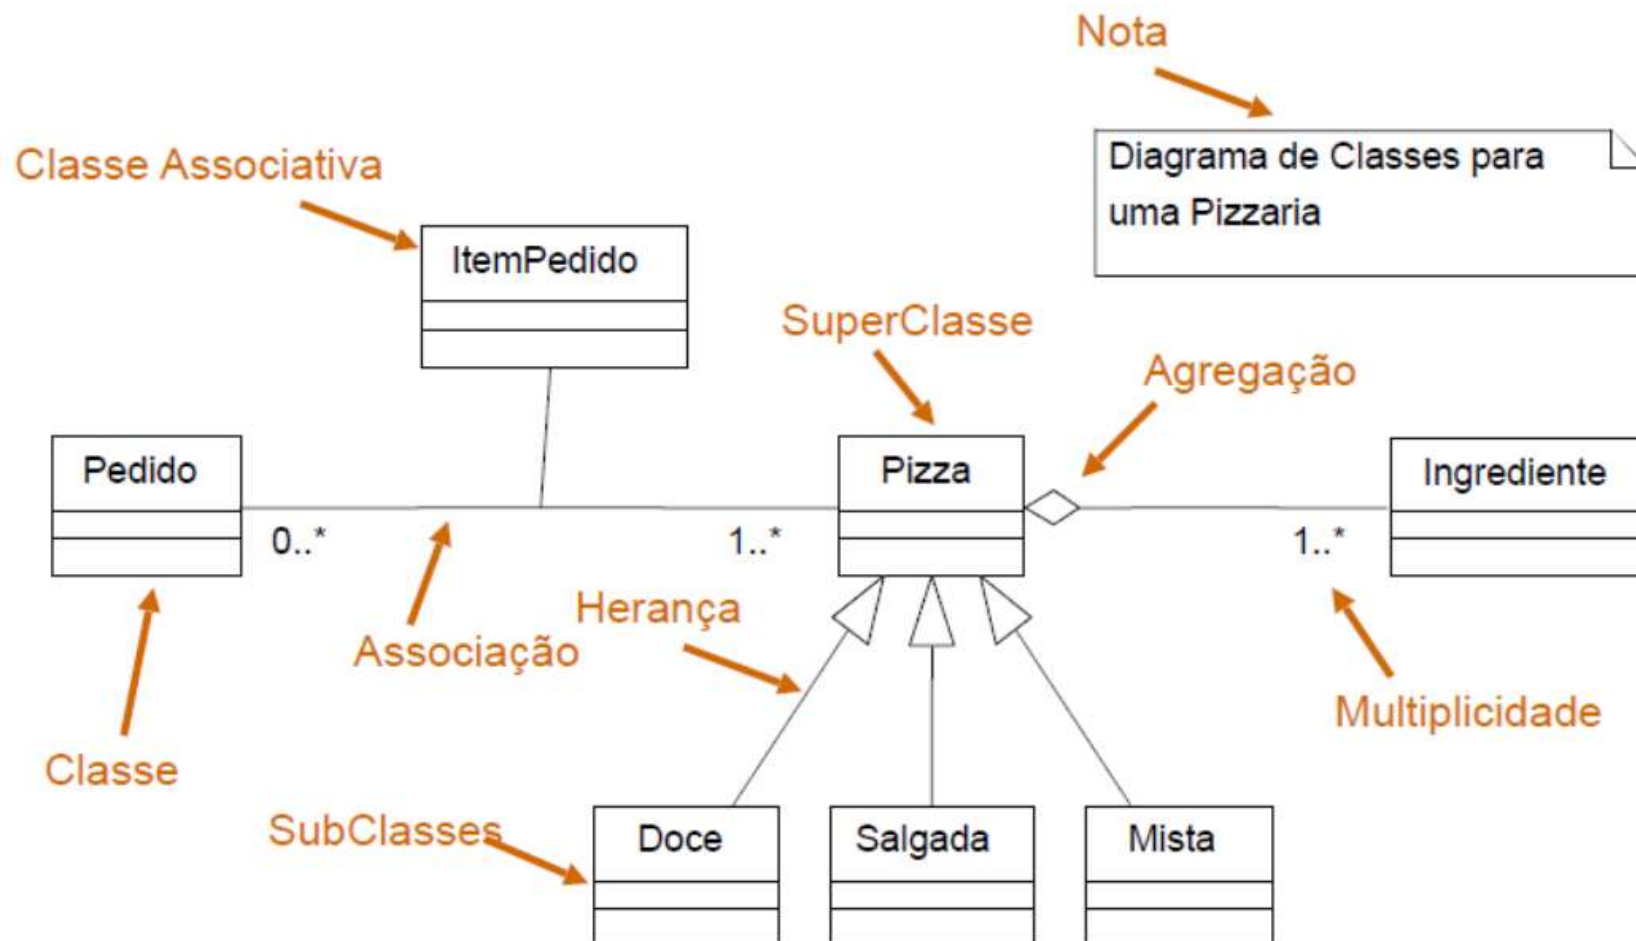 Nota
Diagrama de Classes para
uma Pizzaria
Classe Associativa
ItemPedido
SuperClasse
Agregação
Pedido
Pizza
Ingrediente
0..*
1..*
1..*
Herança
Associação
Multiplicidade
Classe
SubClasses
Doce
Salgada
Mista